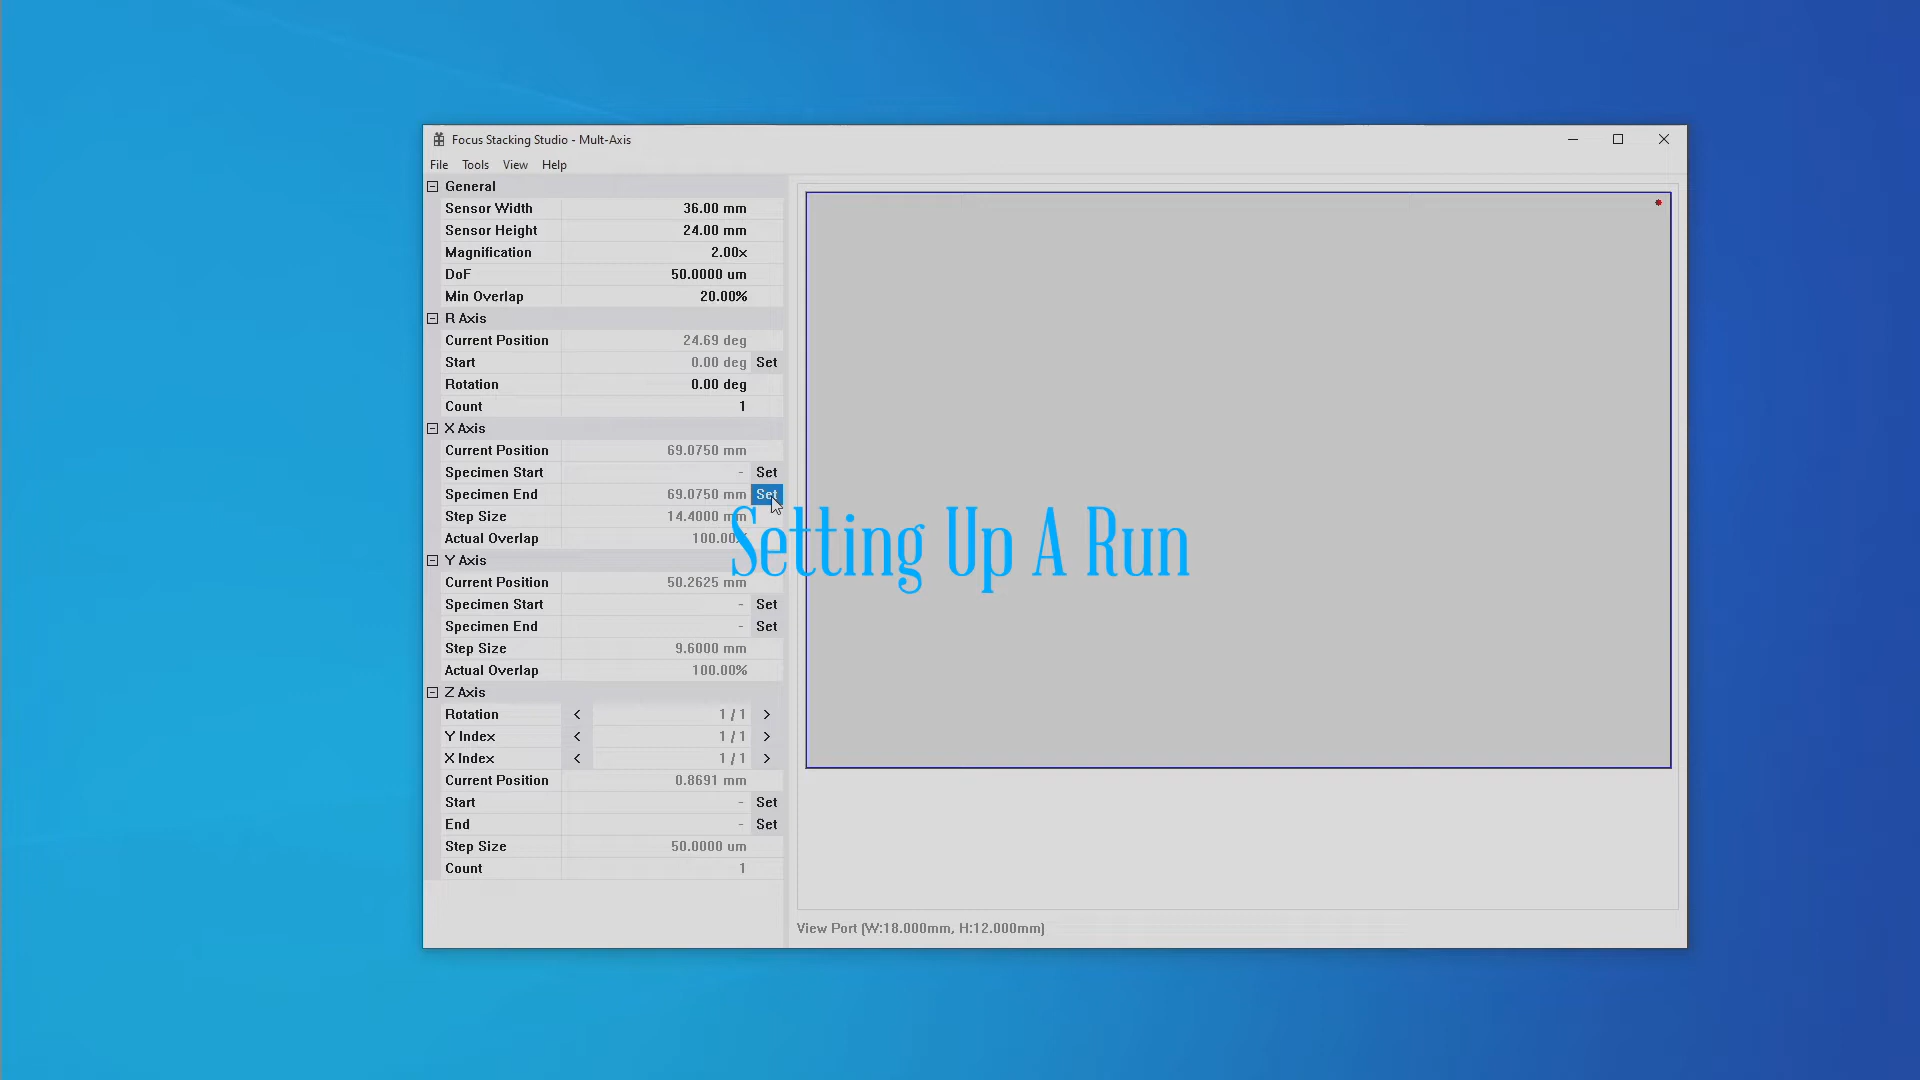 Focus Stacking Studio - Mult-Axis
File Tools View Help
General
Sensor Width 36.00 mm
Sensor Height 24.00 mm
Magnification 2.00x
DoF 50.0000 um
Min Overlap 20.00%
R Axis
Current Position 24.69 deg
Start 0.00 deg Set
Rotation 0.00 deg
Count 1
X Axis
Current Position 69.0750 mm
Specimen Start - Set
Specimen End 69.0750 mm Set
Step Size 14.4000 mm
Actual Overlap 100.00%
Setting Up A Run
Y Axis
Current Position 50.2625 mm
Specimen Start - Set
Specimen End - Set
Step Size 9.6000 mm
Actual Overlap 100.00%
Z Axis
Rotation < 1 / 1 >
Y Index < 1 / 1 >
X Index < 1 / 1 >
Current Position 0.8691 mm
Start - Set
End - Set
Step Size 50.0000 um
Count 1
View Port (W:18.000mm, H:12.000mm)